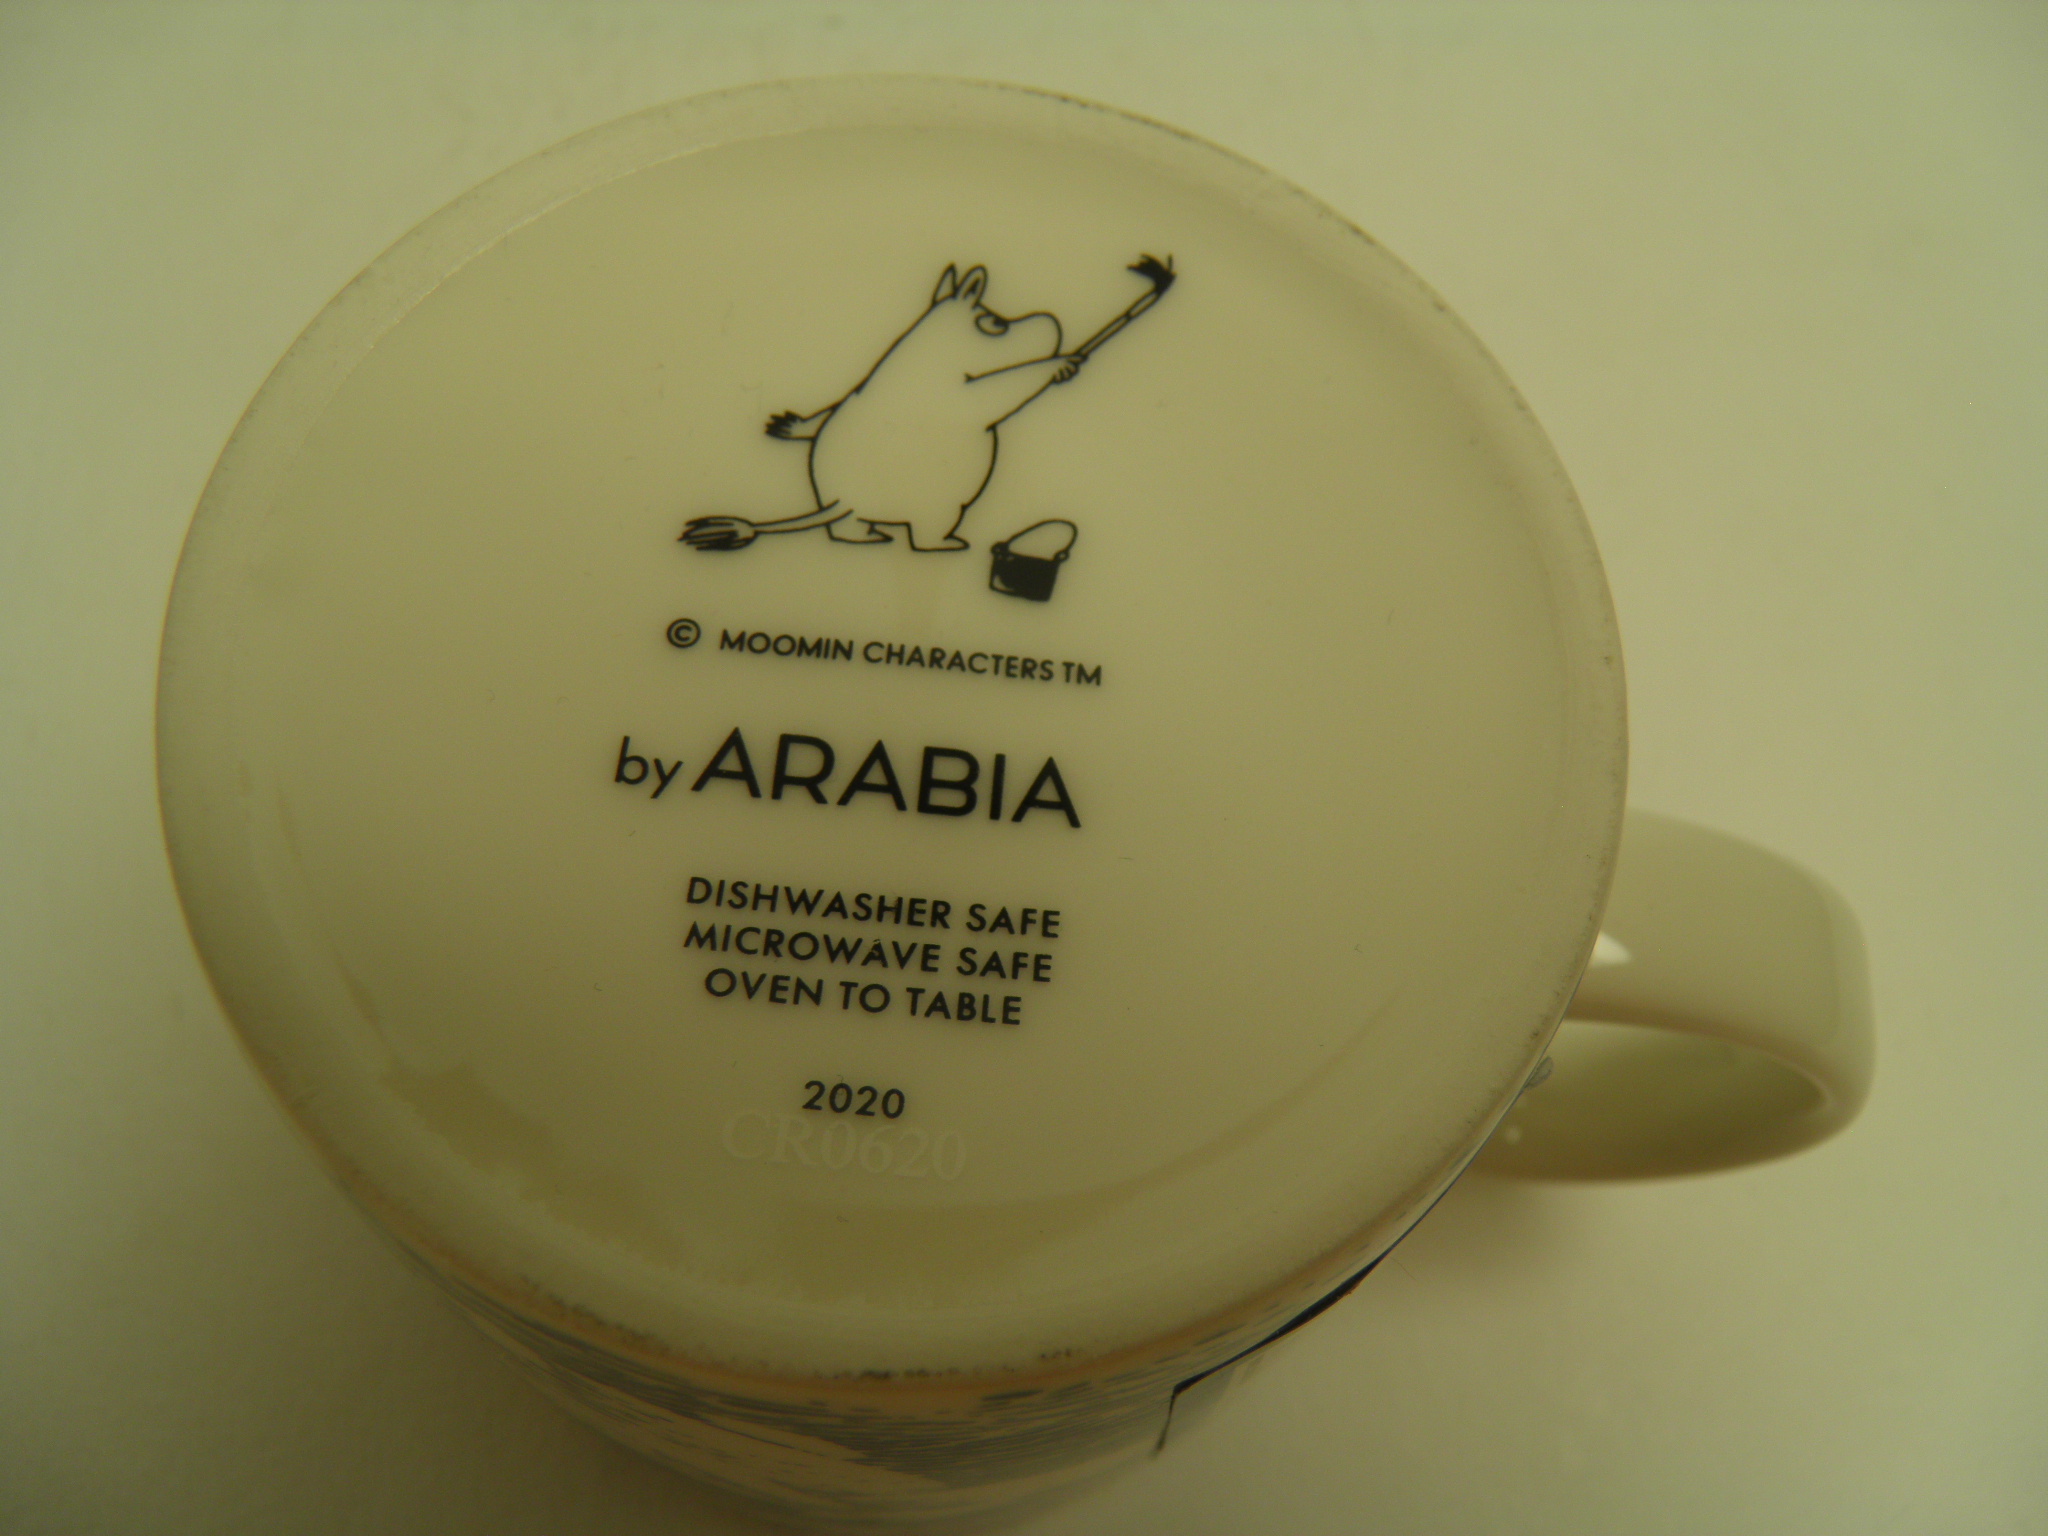 © MOOMIN CHARACTERS TM
by ARABIA
DISHWASHER SAFE
MICROWAVE SAFE
OVEN TO TABLE
2020
CR0620